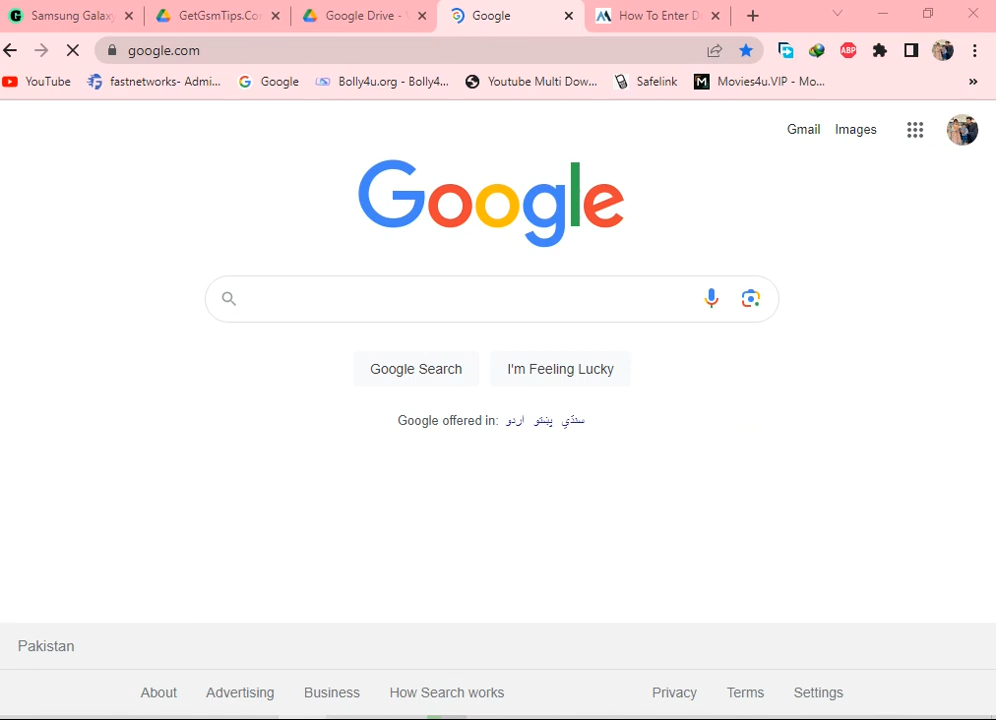 Samsung Galaxy
GetGsmTips.Co
Google Drive -
Google
How To Enter D
google.com
ABP
YouTube
fastnetworks- Admi...
Google
Bolly4u.org - Bolly4...
Youtube Multi Dow...
Safelink
M Movies4u.VIP - Mo...
»
Gmail Images
Google
Google Search I'm Feeling Lucky
Google offered in: اردو پښتو سنڌي
Pakistan
About Advertising Business How Search works Privacy Terms Settings